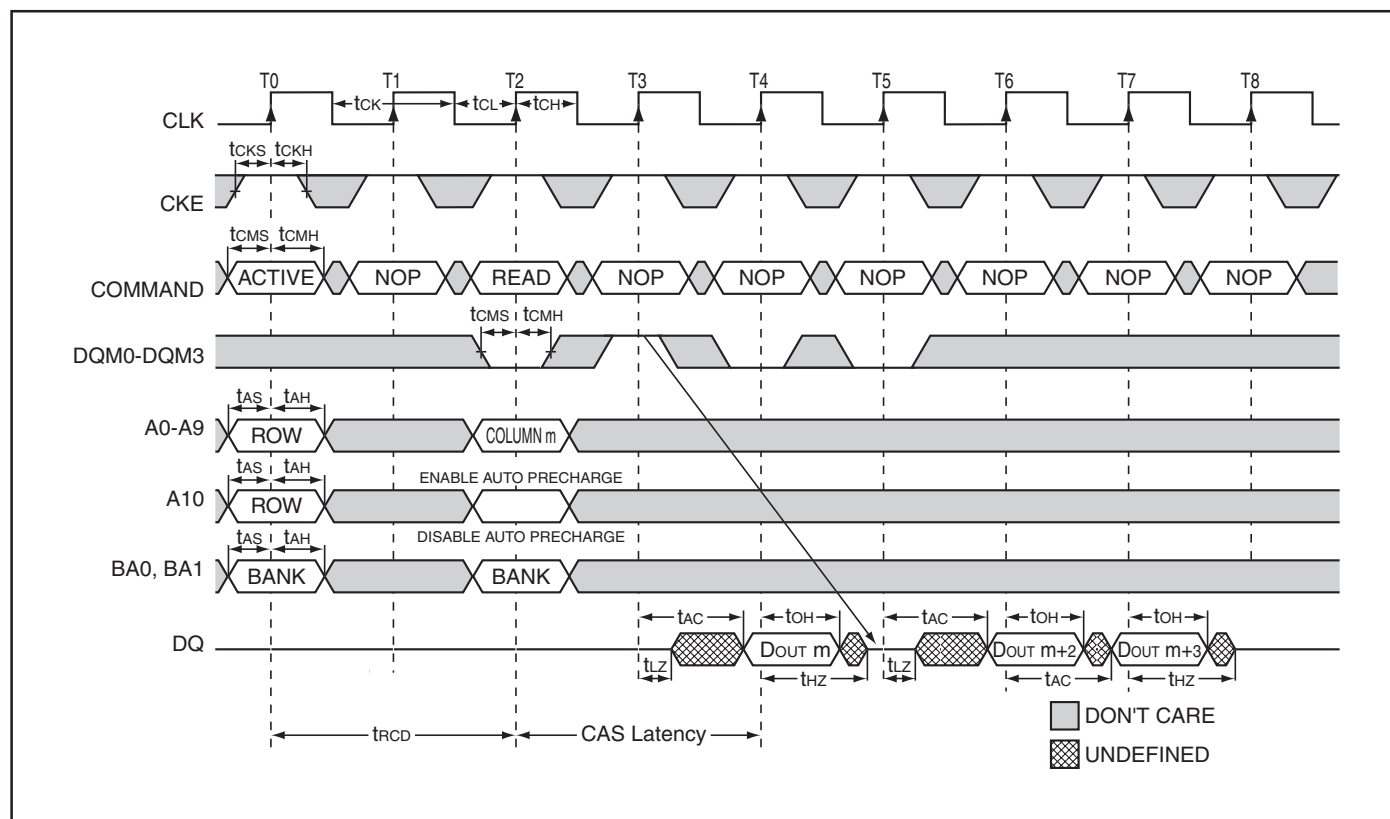 T0 T1 T2 T3 T4 T5 T6 T7 T8
tCK tCL tCH
CLK
tCKS tCKH
CKE
tCMS tCMH
COMMAND ACTIVE NOP READ NOP NOP NOP NOP NOP NOP
tCMS tCMH
DQM0-DQM3
tAS tAH
A0-A9 ROW COLUMN m
tAS tAH ENABLE AUTO PRECHARGE
A10 ROW
tAS tAH DISABLE AUTO PRECHARGE
BA0, BA1 BANK BANK
tAC tOH tAC tOH tOH
DQ DOUT m DOUT m+2 DOUT m+3
tLZ tHZ tLZ tAC tHZ
tRCD CAS Latency
DON'T CARE
UNDEFINED